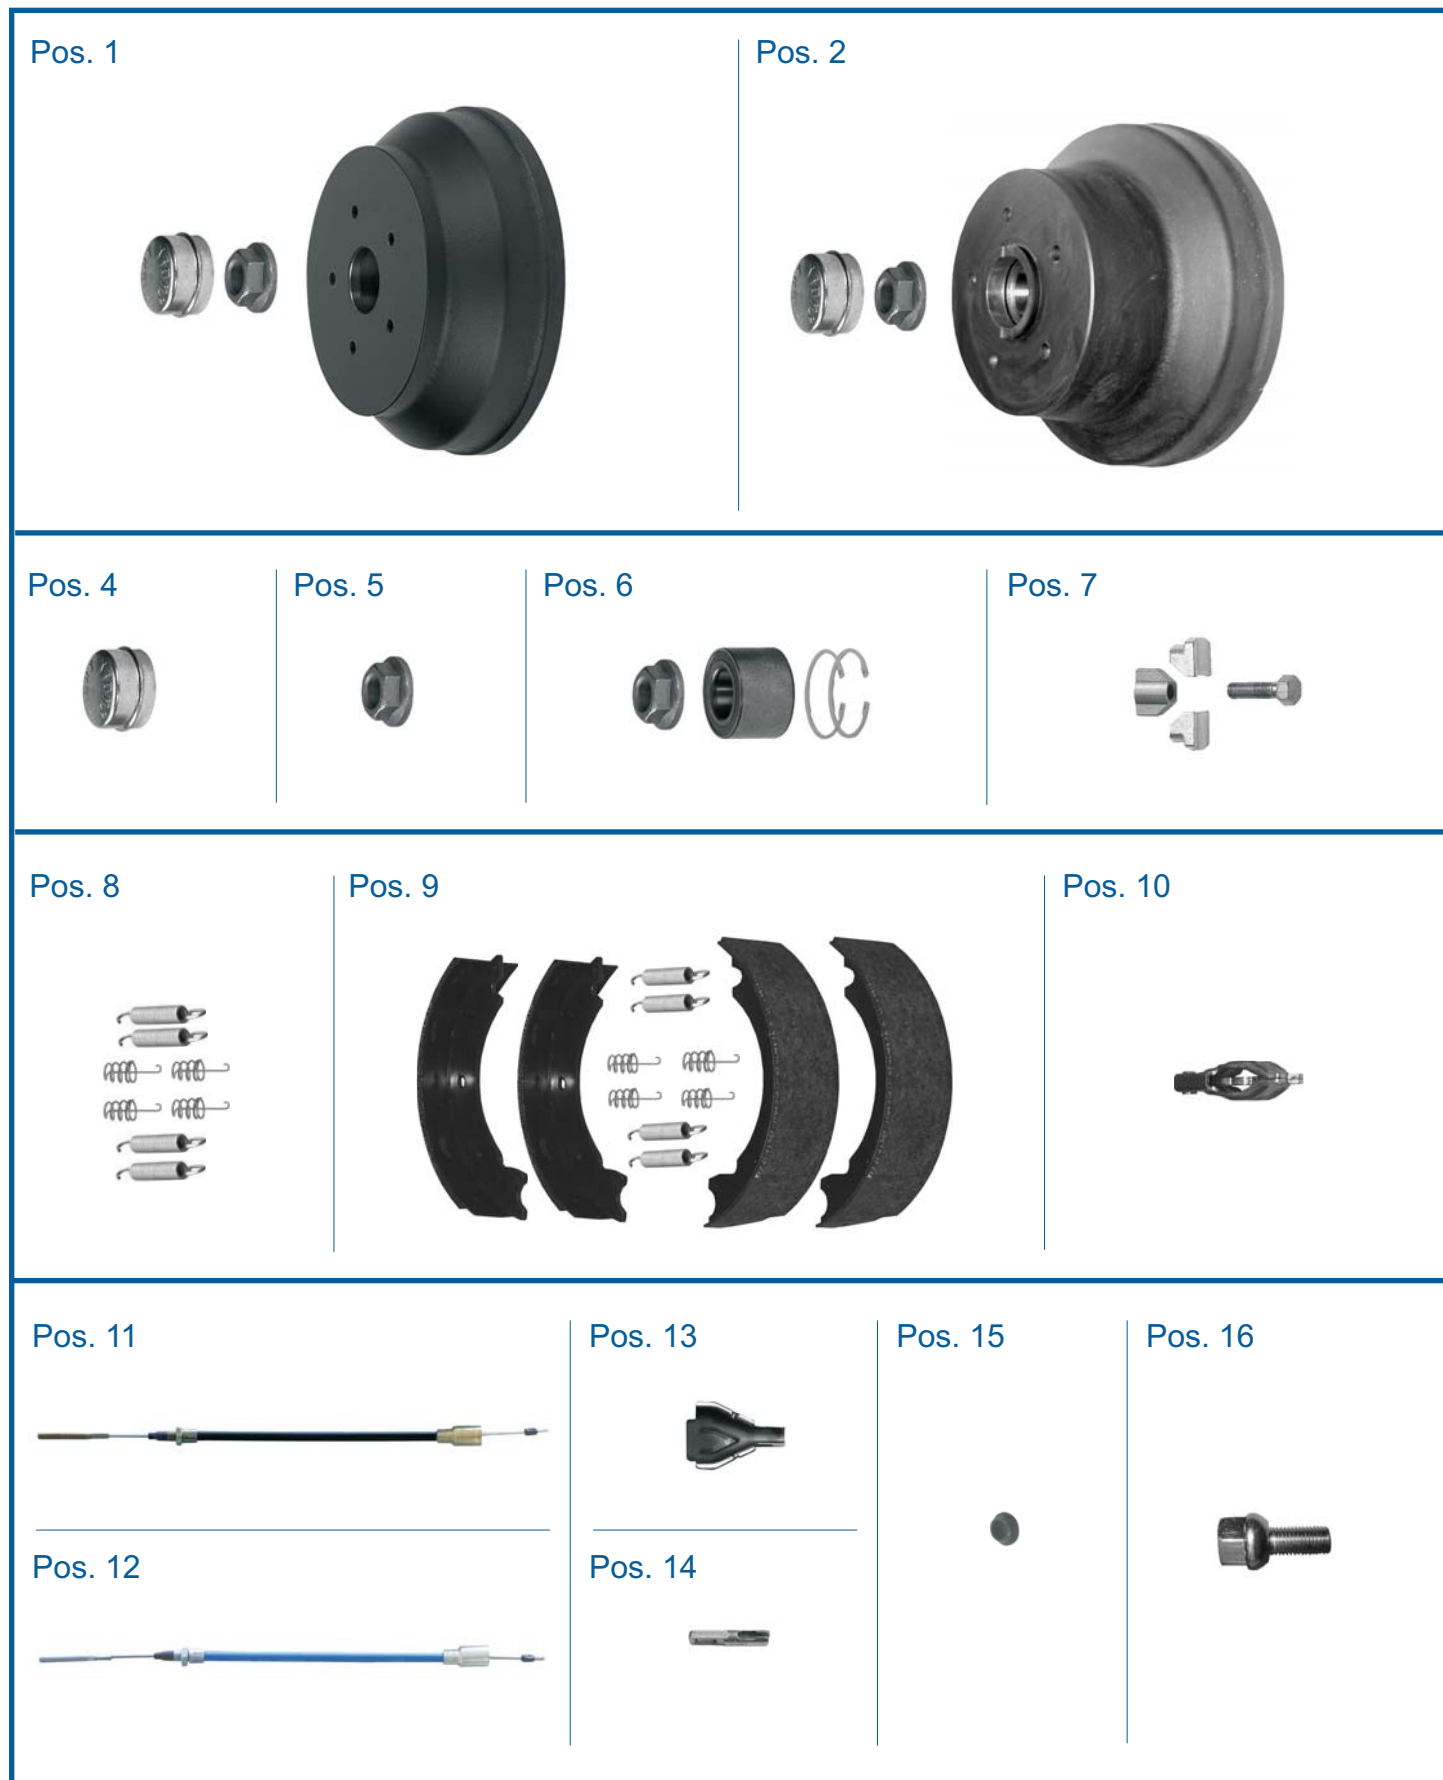 Pos. 1
Pos. 2
Pos. 4
Pos. 5
Pos. 6
Pos. 7
Pos. 8
Pos. 9
Pos. 10
Pos. 11
Pos. 13
Pos. 15
Pos. 16
Pos. 12
Pos. 14